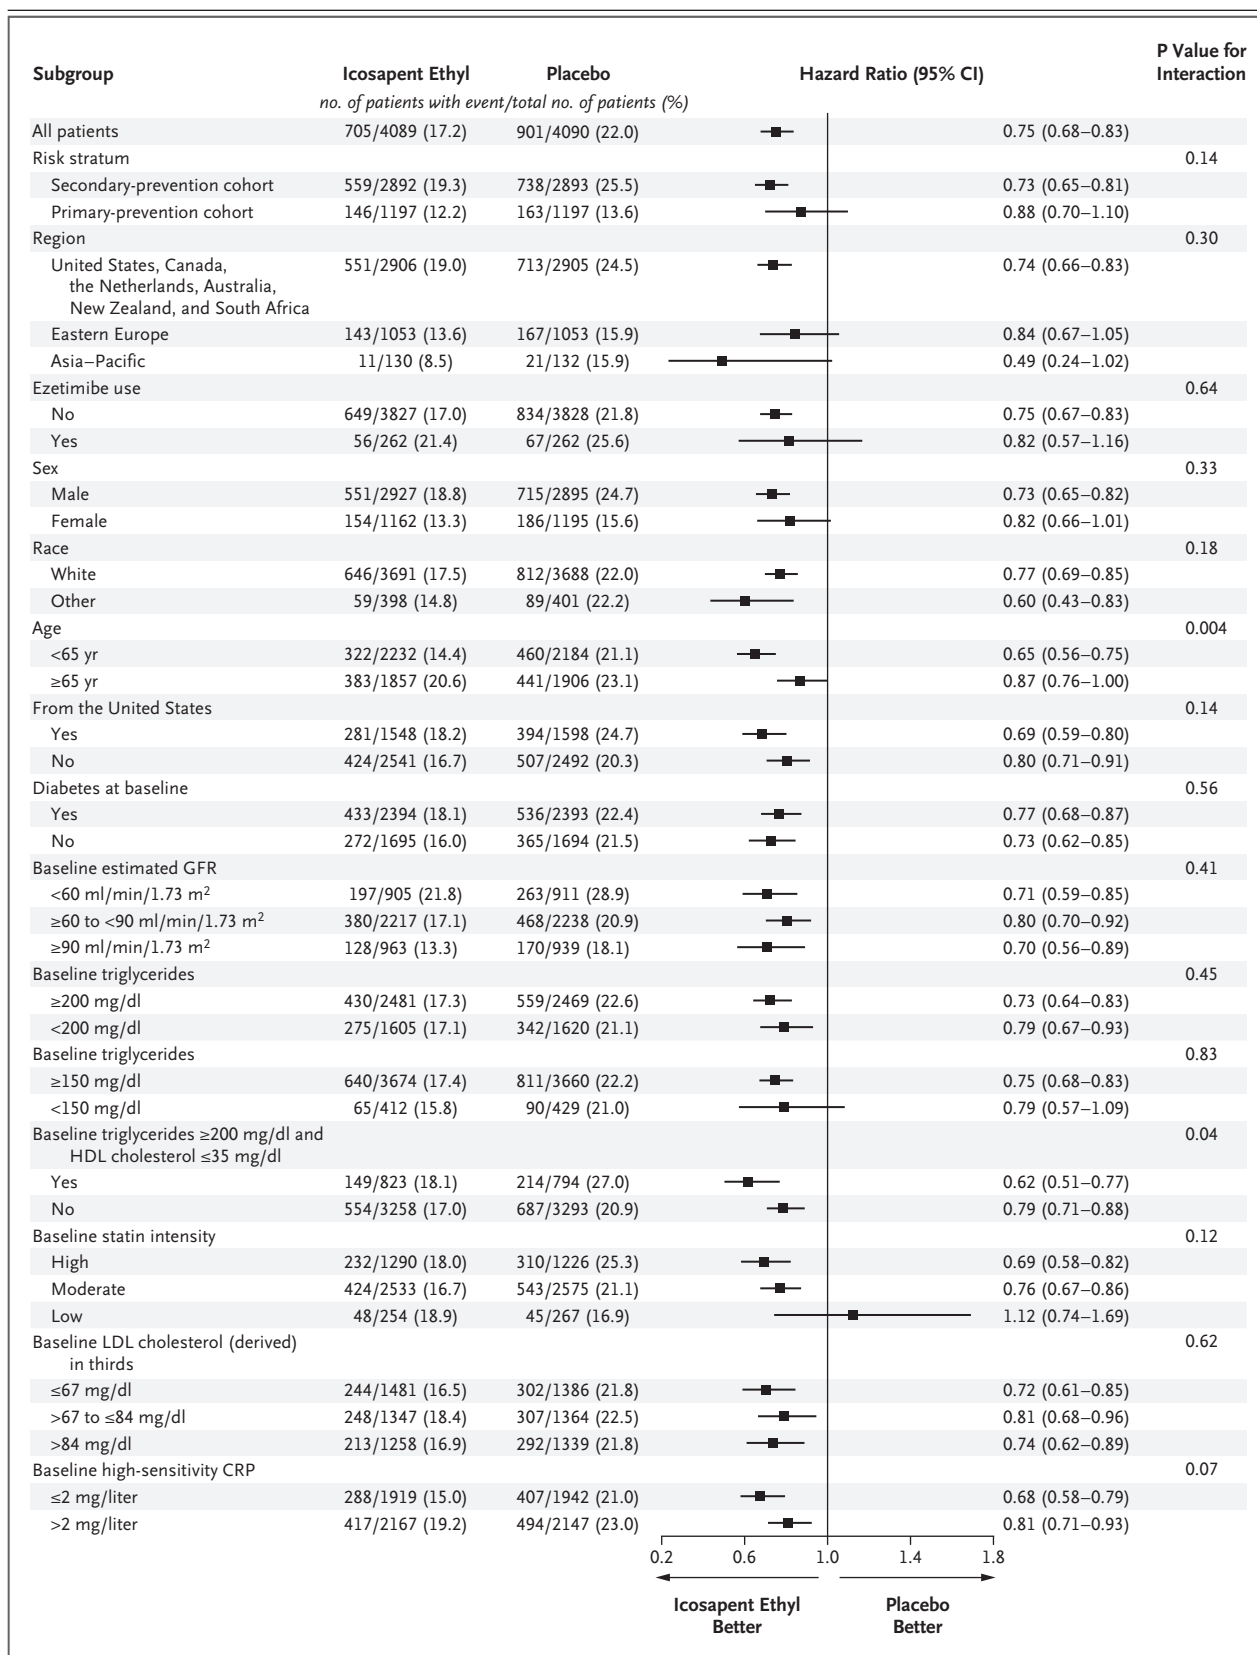 Subgroup Icosapent Ethyl Placebo Hazard Ratio (95% CI) P Value for Interaction
no. of patients with event/total no. of patients (%)
All patients 705/4089 (17.2) 901/4090 (22.0) 0.75 (0.68–0.83)
Risk stratum 0.14
Secondary-prevention cohort 559/2892 (19.3) 738/2893 (25.5) 0.73 (0.65–0.81)
Primary-prevention cohort 146/1197 (12.2) 163/1197 (13.6) 0.88 (0.70–1.10)
Region 0.30
United States, Canada, 551/2906 (19.0) 713/2905 (24.5) 0.74 (0.66–0.83)
the Netherlands, Australia,
New Zealand, and South Africa
Eastern Europe 143/1053 (13.6) 167/1053 (15.9) 0.84 (0.67–1.05)
Asia–Pacific 11/130 (8.5) 21/132 (15.9) 0.49 (0.24–1.02)
Ezetimibe use 0.64
No 649/3827 (17.0) 834/3828 (21.8) 0.75 (0.67–0.83)
Yes 56/262 (21.4) 67/262 (25.6) 0.82 (0.57–1.16)
Sex 0.33
Male 551/2927 (18.8) 715/2895 (24.7) 0.73 (0.65–0.82)
Female 154/1162 (13.3) 186/1195 (15.6) 0.82 (0.66–1.01)
Race 0.18
White 646/3691 (17.5) 812/3688 (22.0) 0.77 (0.69–0.85)
Other 59/398 (14.8) 89/401 (22.2) 0.60 (0.43–0.83)
Age 0.004
<65 yr 322/2232 (14.4) 460/2184 (21.1) 0.65 (0.56–0.75)
≥65 yr 383/1857 (20.6) 441/1906 (23.1) 0.87 (0.76–1.00)
From the United States 0.14
Yes 281/1548 (18.2) 394/1598 (24.7) 0.69 (0.59–0.80)
No 424/2541 (16.7) 507/2492 (20.3) 0.80 (0.71–0.91)
Diabetes at baseline 0.56
Yes 433/2394 (18.1) 536/2393 (22.4) 0.77 (0.68–0.87)
No 272/1695 (16.0) 365/1694 (21.5) 0.73 (0.62–0.85)
Baseline estimated GFR 0.41
<60 ml/min/1.73 m² 197/905 (21.8) 263/911 (28.9) 0.71 (0.59–0.85)
≥60 to <90 ml/min/1.73 m² 380/2217 (17.1) 468/2238 (20.9) 0.80 (0.70–0.92)
≥90 ml/min/1.73 m² 128/963 (13.3) 170/939 (18.1) 0.70 (0.56–0.89)
Baseline triglycerides 0.45
≥200 mg/dl 430/2481 (17.3) 559/2469 (22.6) 0.73 (0.64–0.83)
<200 mg/dl 275/1605 (17.1) 342/1620 (21.1) 0.79 (0.67–0.93)
Baseline triglycerides 0.83
≥150 mg/dl 640/3674 (17.4) 811/3660 (22.2) 0.75 (0.68–0.83)
<150 mg/dl 65/412 (15.8) 90/429 (21.0) 0.79 (0.57–1.09)
Baseline triglycerides ≥200 mg/dl and 0.04
HDL cholesterol ≤35 mg/dl
Yes 149/823 (18.1) 214/794 (27.0) 0.62 (0.51–0.77)
No 554/3258 (17.0) 687/3293 (20.9) 0.79 (0.71–0.88)
Baseline statin intensity 0.12
High 232/1290 (18.0) 310/1226 (25.3) 0.69 (0.58–0.82)
Moderate 424/2533 (16.7) 543/2575 (21.1) 0.76 (0.67–0.86)
Low 48/254 (18.9) 45/267 (16.9) 1.12 (0.74–1.69)
Baseline LDL cholesterol (derived) 0.62
in thirds
≤67 mg/dl 244/1481 (16.5) 302/1386 (21.8) 0.72 (0.61–0.85)
>67 to ≤84 mg/dl 248/1347 (18.4) 307/1364 (22.5) 0.81 (0.68–0.96)
>84 mg/dl 213/1258 (16.9) 292/1339 (21.8) 0.74 (0.62–0.89)
Baseline high-sensitivity CRP 0.07
≤2 mg/liter 288/1919 (15.0) 407/1942 (21.0) 0.68 (0.58–0.79)
>2 mg/liter 417/2167 (19.2) 494/2147 (23.0) 0.81 (0.71–0.93)
0.2 0.6 1.0 1.4 1.8
Icosapent Ethyl Better Placebo Better